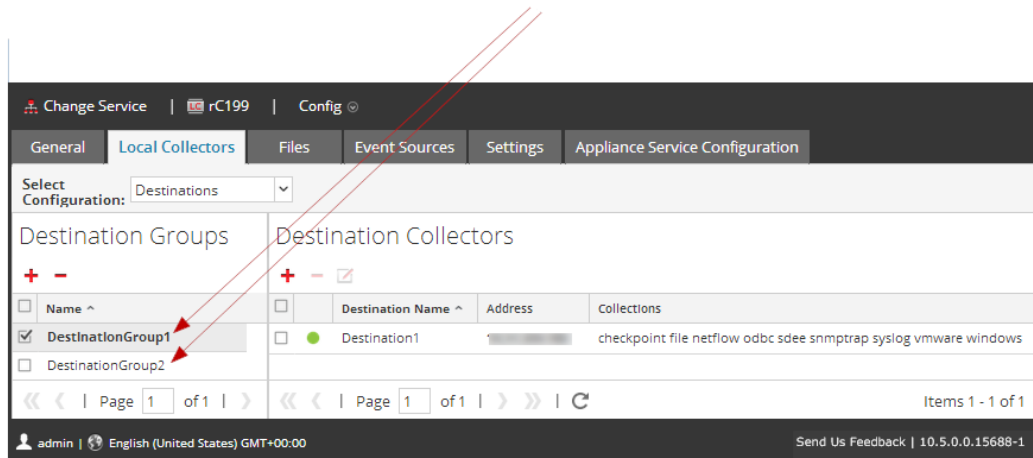 Change Service | LC rC199 | Config
General Local Collectors Files Event Sources Settings Appliance Service Configuration
Select Configuration: Destinations
Destination Groups
Name
DestinationGroup1
DestinationGroup2
Page 1 of 1
Destination Collectors
Destination Name Address Collections
Destination1 checkpoint file netflow odbc sdee snmptrap syslog vmware windows
Page 1 of 1 Items 1 - 1 of 1
admin | English (United States) GMT+00:00 Send Us Feedback | 10.5.0.0.15688-1